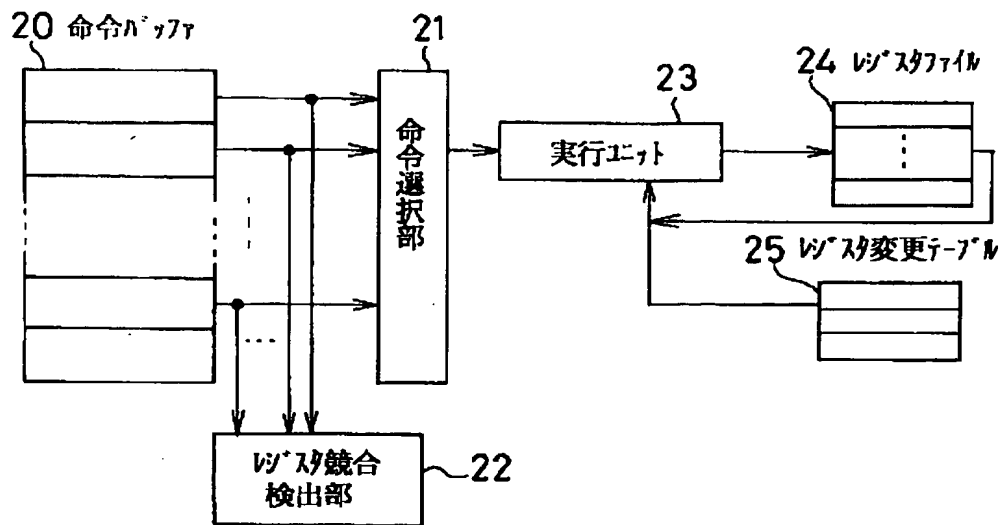 20 命令バッファ
21
命令選択部
23
実行ユニット
24 レジスタファイル
25 レジスタ変更テーブル
レジスタ競合
検出部
22